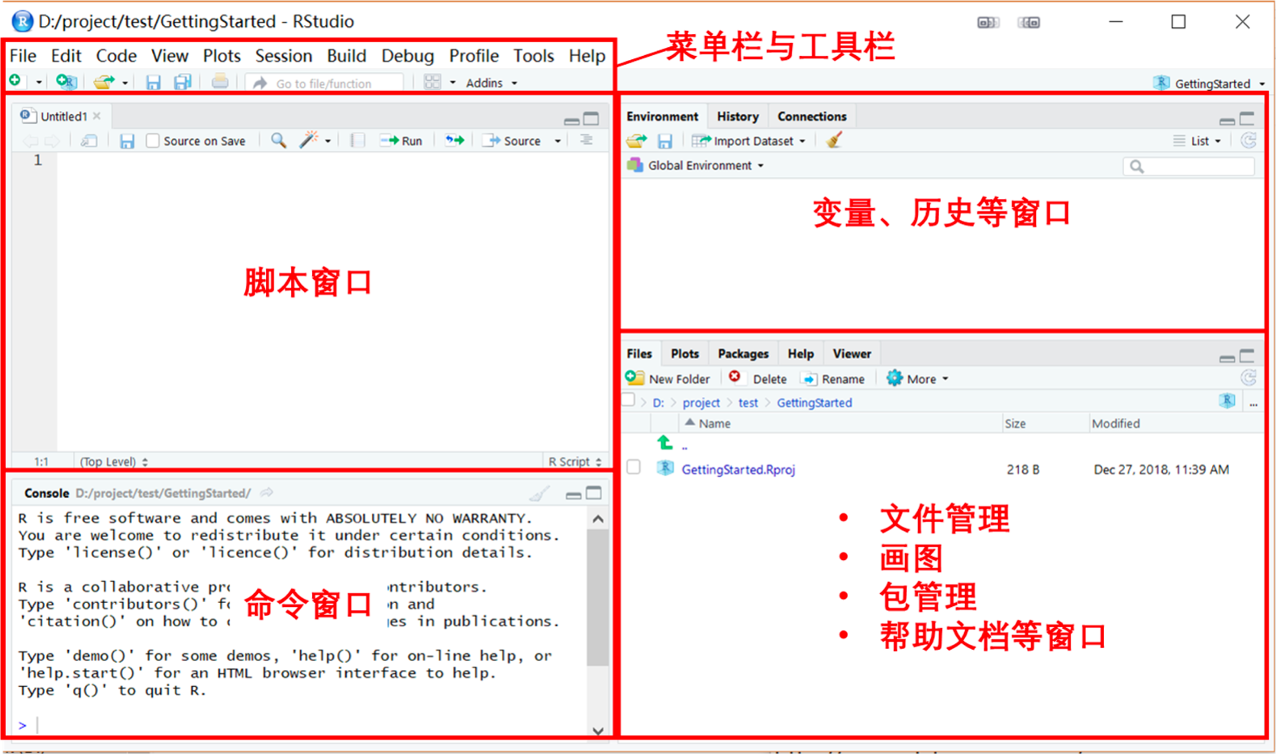 D:/project/test/GettingStarted - RStudio
File Edit Code View Plots Session Build Debug Profile Tools Help
菜单栏与工具栏
Go to file/function Addins
GettingStarted
Untitled1
Source on Save Run Source
1
脚本窗口
1:1 (Top Level) R Script
Environment History Connections
Import Dataset List
Global Environment
变量、历史等窗口
Console D:/project/test/GettingStarted/
R is free software and comes with ABSOLUTELY NO WARRANTY.
You are welcome to redistribute it under certain conditions.
Type 'license()' or 'licence()' for distribution details.
R is a collaborative ntributors.
Type 'contributors()' and
'citation()' on how to in publications.
命令窗口
Type 'demo()' for some demos, 'help()' for on-line help, or
'help.start()' for an HTML browser interface to help.
Type 'q()' to quit R.
>
Files Plots Packages Help Viewer
New Folder Delete Rename More
D: > project > test > GettingStarted ...
Name Size Modified
..
GettingStarted.Rproj 218 B Dec 27, 2018, 11:39 AM
• 文件管理
• 画图
• 包管理
• 帮助文档等窗口